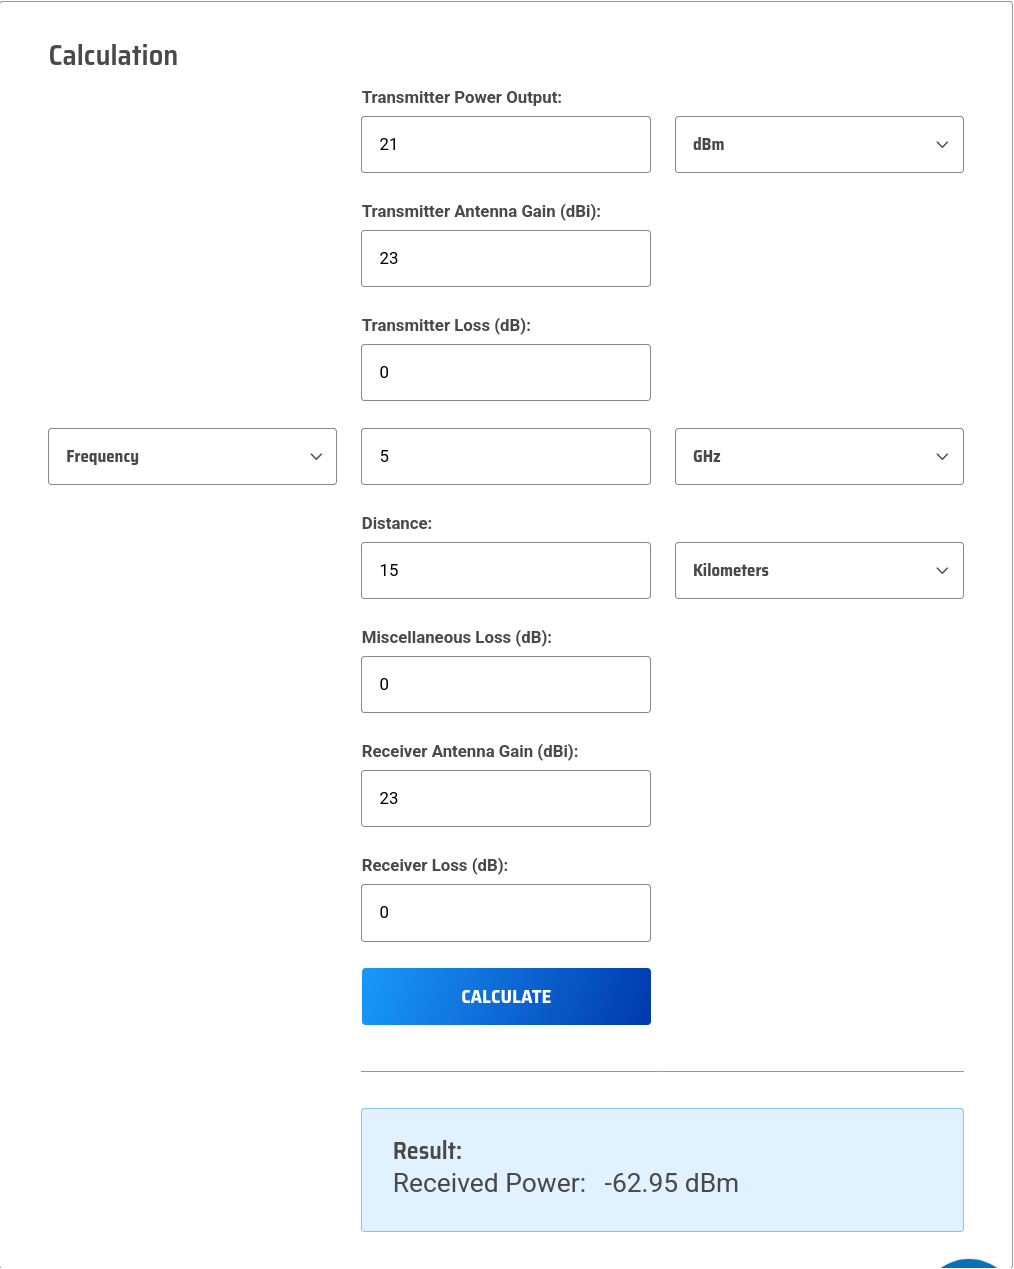 Calculation
Transmitter Power Output:
21 dBm
Transmitter Antenna Gain (dBi):
23
Transmitter Loss (dB):
0
Frequency 5 GHz
Distance:
15 Kilometers
Miscellaneous Loss (dB):
0
Receiver Antenna Gain (dBi):
23
Receiver Loss (dB):
0
CALCULATE
Result:
Received Power: -62.95 dBm